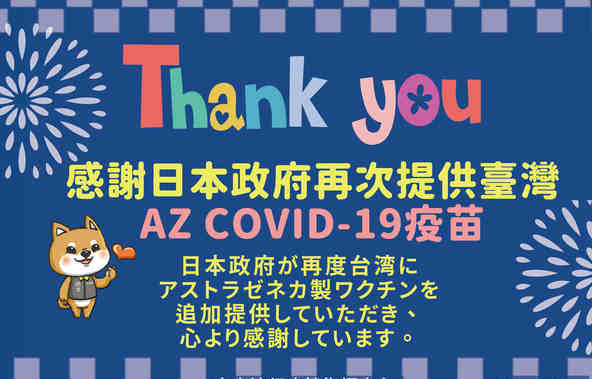 Thank you
感謝日本政府再次提供臺灣
AZ COVID-19疫苗
日本政府が再度台湾に
アストラゼネカ製ワクチンを
追加提供していただき、
心より感謝しています。